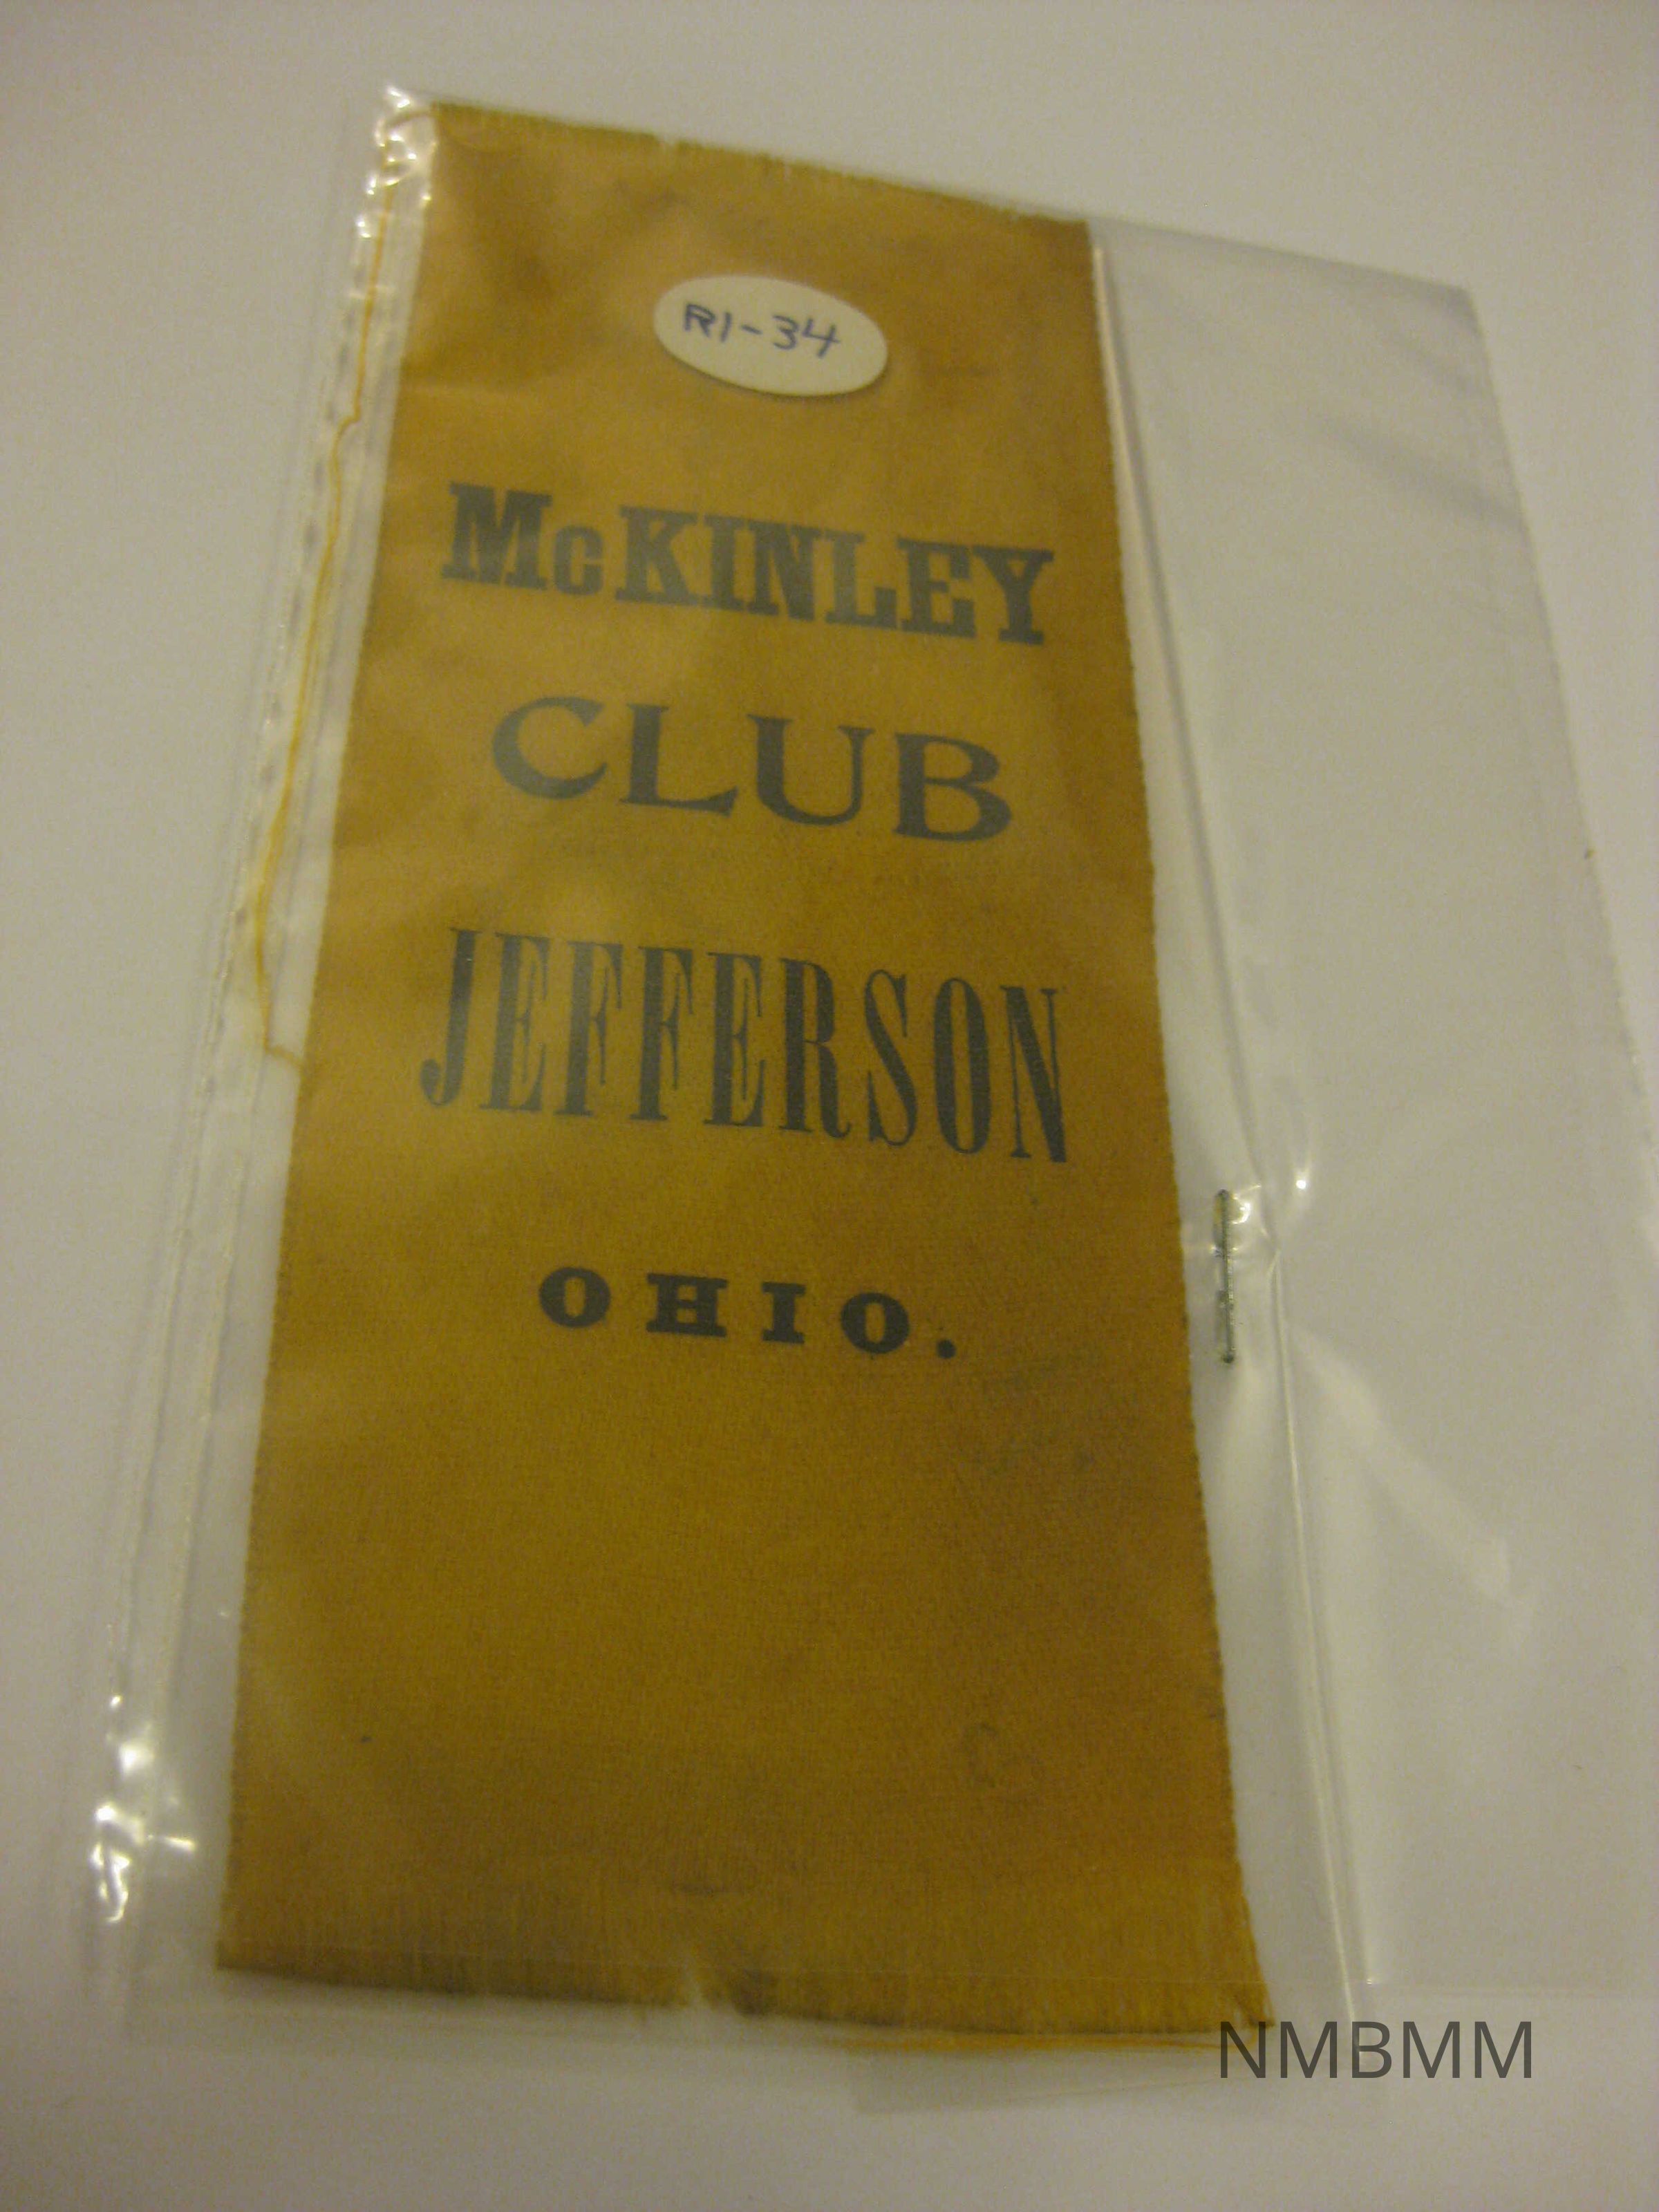 R1-34
McKINLEY
CLUB
JEFFERSON
OHIO.
NMBMM